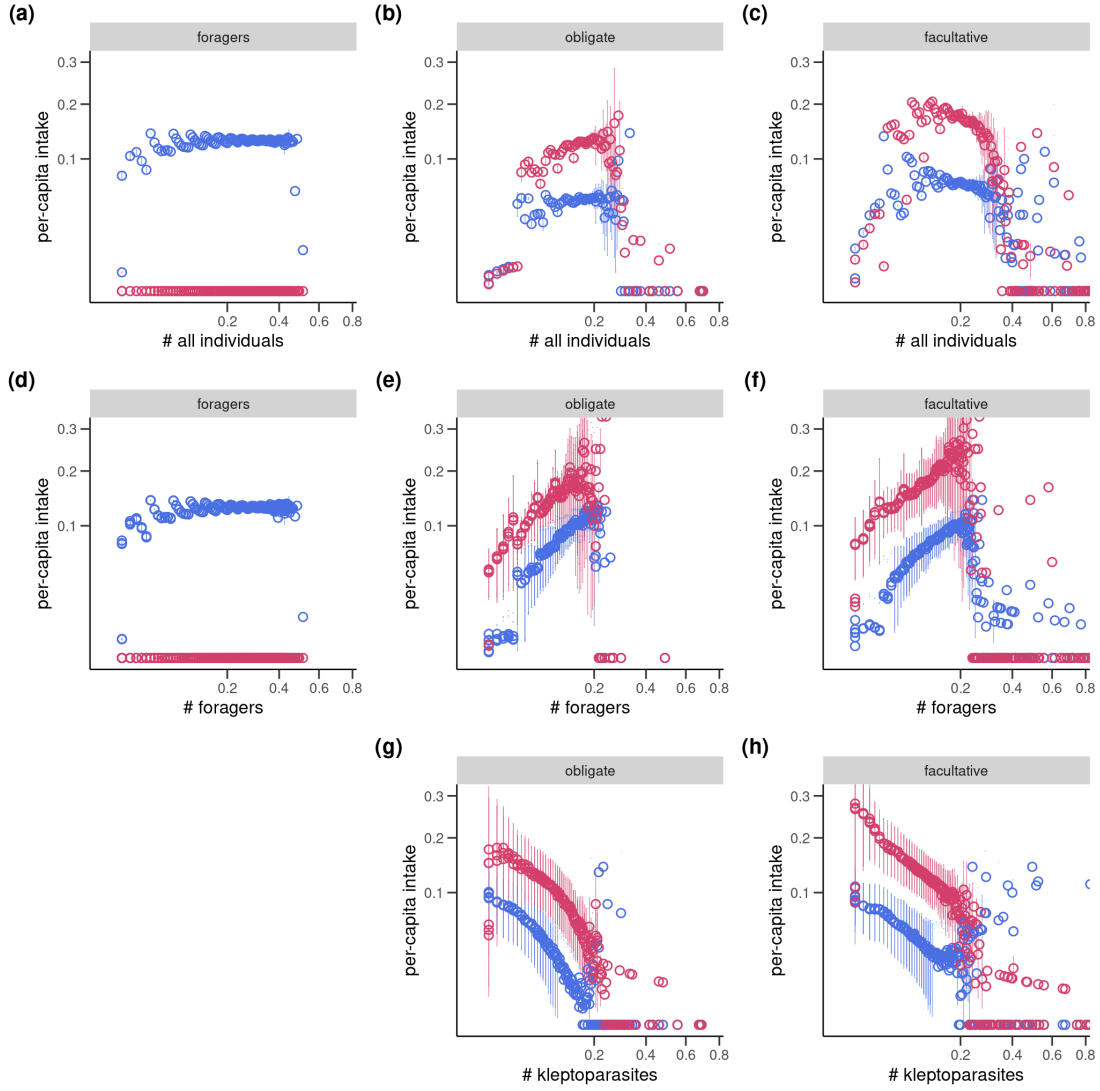 (a)
foragers
0.3
0.2
0.1
per-capita intake
0.2 0.4 0.6 0.8
# all individuals
(b)
obligate
0.3
0.2
0.1
per-capita intake
0.2 0.4 0.6 0.8
# all individuals
(c)
facultative
0.3
0.2
0.1
per-capita intake
0.2 0.4 0.6 0.8
# all individuals
(d)
foragers
0.3
0.2
0.1
per-capita intake
0.2 0.4 0.6 0.8
# foragers
(e)
obligate
0.3
0.2
0.1
per-capita intake
0.2 0.4 0.6 0.8
# foragers
(f)
facultative
0.3
0.2
0.1
per-capita intake
0.2 0.4 0.6 0.8
# foragers
(g)
obligate
0.3
0.2
0.1
per-capita intake
0.2 0.4 0.6 0.8
# kleptoparasites
(h)
facultative
0.3
0.2
0.1
per-capita intake
0.2 0.4 0.6 0.8
# kleptoparasites